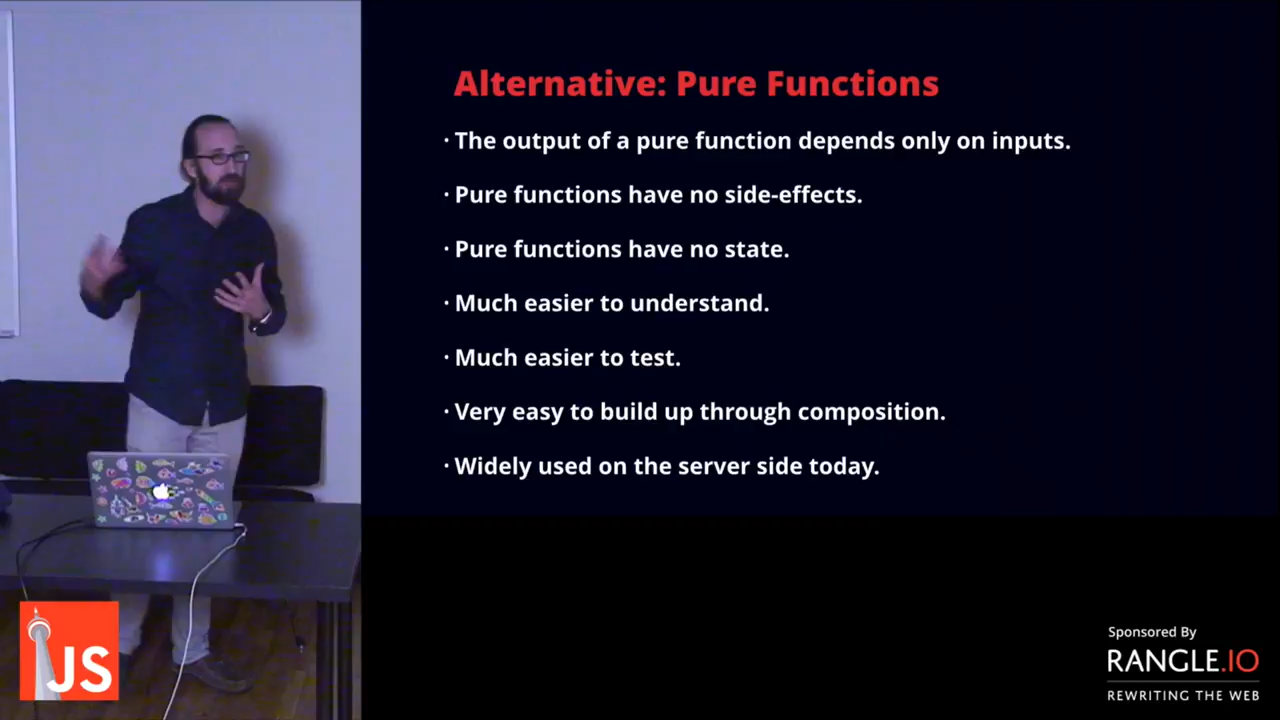 Alternative: Pure Functions
· The output of a pure function depends only on inputs.
· Pure functions have no side-effects.
· Pure functions have no state.
· Much easier to understand.
· Much easier to test.
· Very easy to build up through composition.
· Widely used on the server side today.
JS
Sponsored By
RANGLE.IO
REWRITING THE WEB